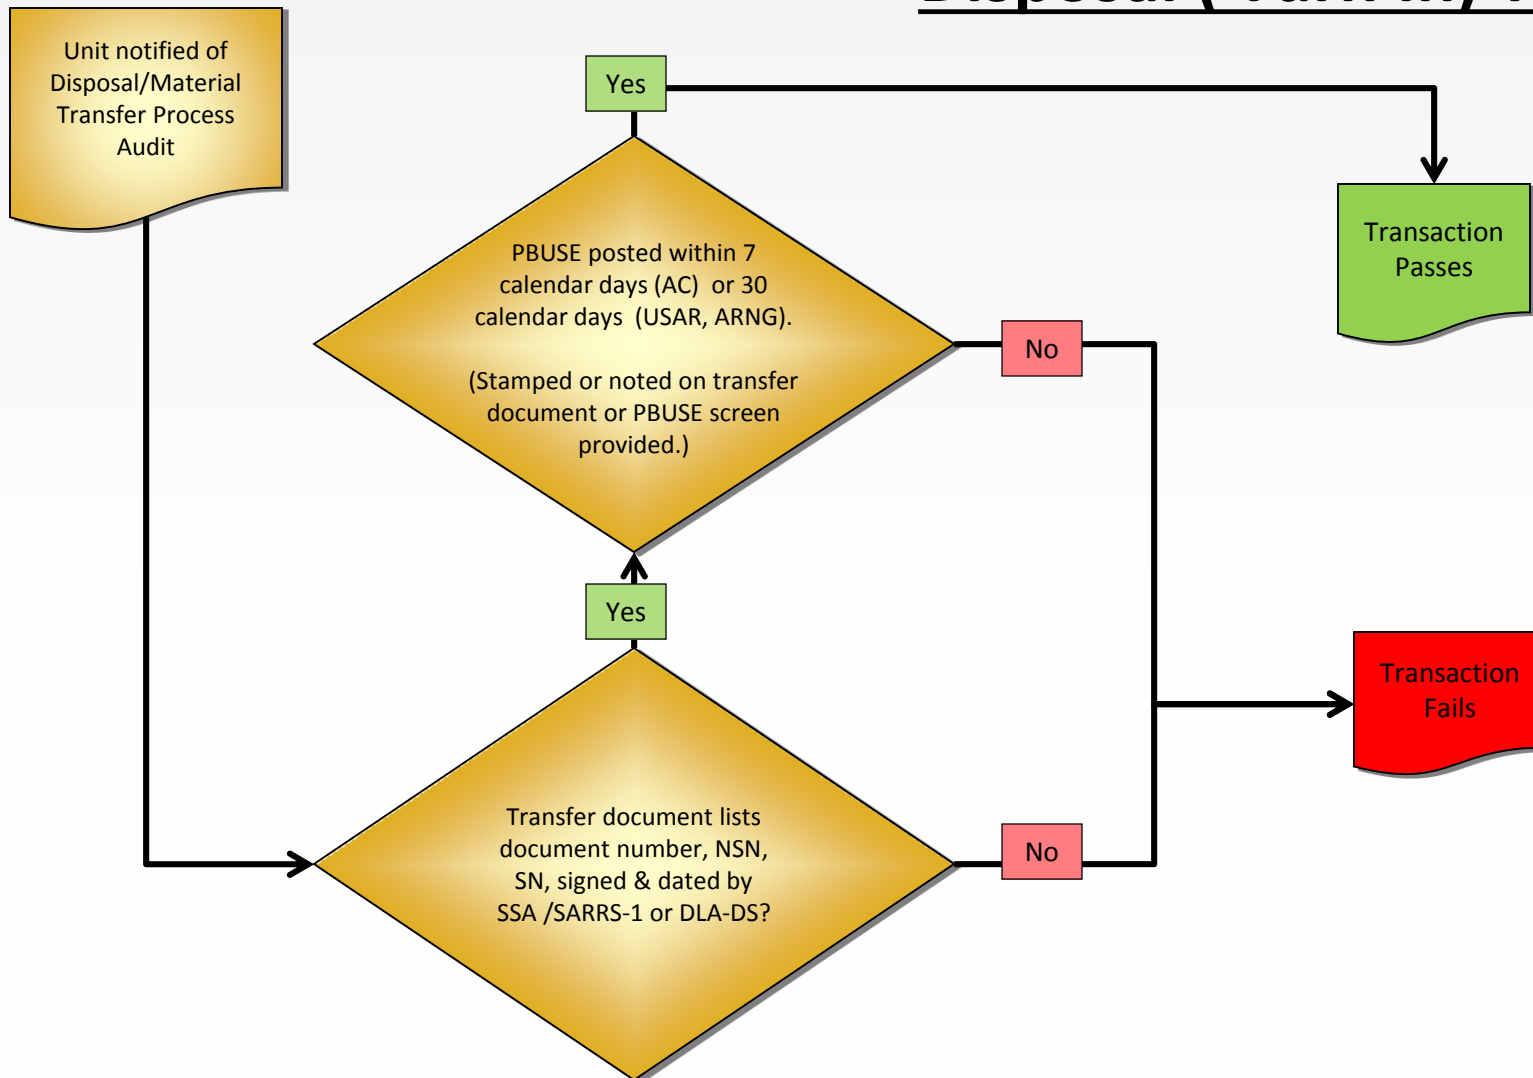 Unit notified of
Disposal/Material
Transfer Process
Audit
Yes
PBUSE posted within 7
calendar days (AC) or 30
calendar days (USAR, ARNG).
(Stamped or noted on transfer
document or PBUSE screen
provided.)
No
Transaction
Passes
Yes
Transaction
Fails
Transfer document lists
document number, NSN,
SN, signed & dated by
SSA /SARRS-1 or DLA-DS?
No